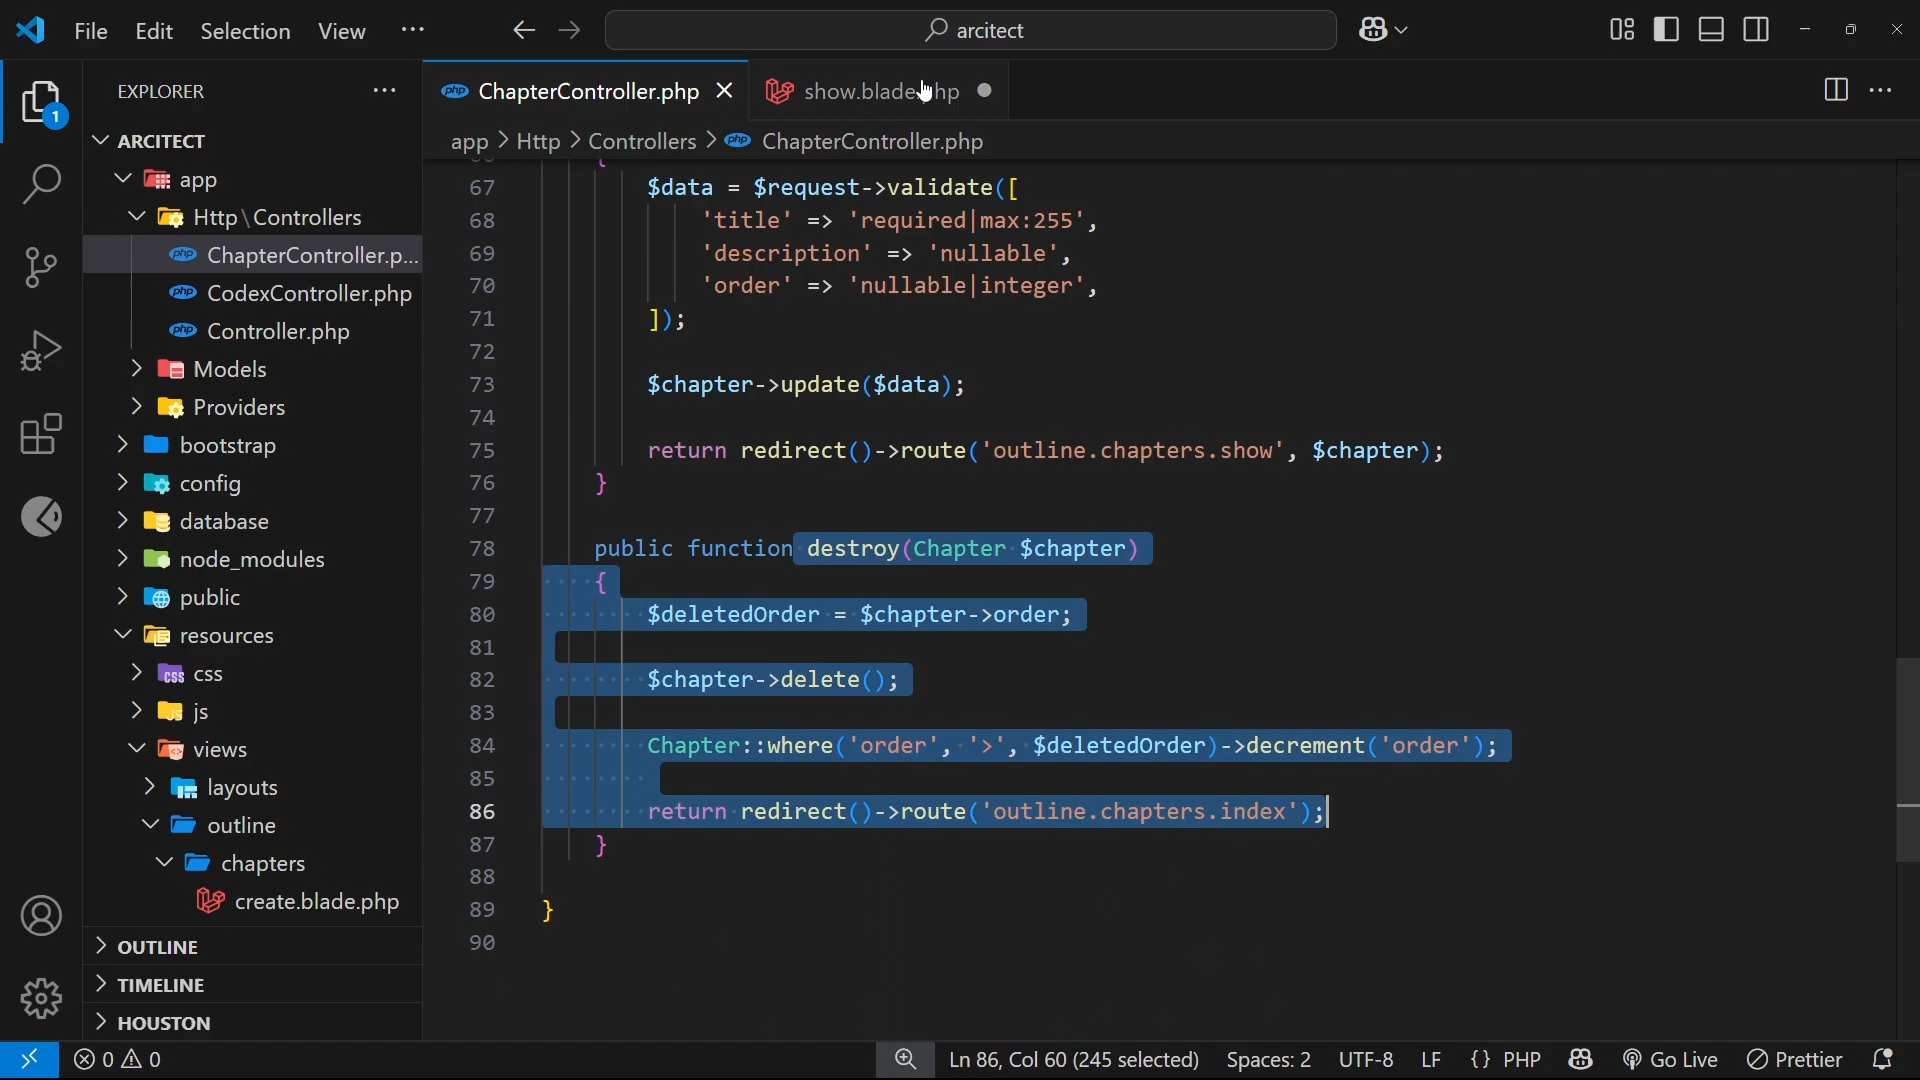 File Edit Selection View ··· arcitect
EXPLORER ···
ChapterController.php show.blade.php
ARCITECT
app > Http > Controllers > ChapterController.php
app
Http\Controllers
ChapterController.p...
CodexController.php
Controller.php
Models
Providers
bootstrap
config
database
node_modules
public
resources
css
js
views
layouts
outline
chapters
create.blade.php
OUTLINE
TIMELINE
HOUSTON
1
{
67 $data = $request->validate([
68 'title' => 'required|max:255',
69 'description' => 'nullable',
70 'order' => 'nullable|integer',
71 ]);
72
73 $chapter->update($data);
74
75 return redirect()->route('outline.chapters.show', $chapter);
76 }
77
78 public function destroy(Chapter $chapter)
79 {
80 $deletedOrder = $chapter->order;
81
82 $chapter->delete();
83
84 Chapter::where('order', '>', $deletedOrder)->decrement('order');
85
86 return redirect()->route('outline.chapters.index');
87 }
88
89 }
90
0 0 Ln 86, Col 60 (245 selected) Spaces: 2 UTF-8 LF {} PHP Go Live Prettier